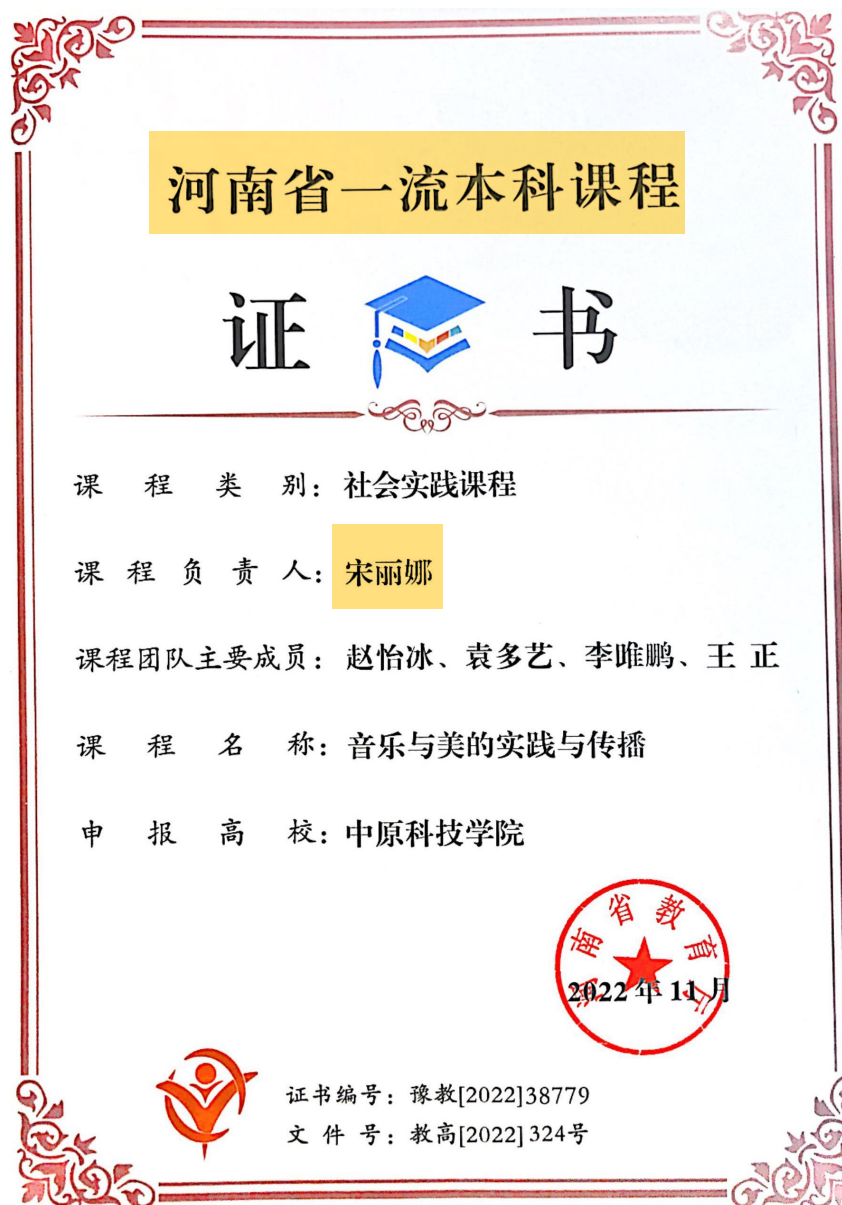 河南省一流本科课程
证书
课程类别：社会实践课程
课程负责人：宋丽娜
课程团队主要成员：赵怡冰、袁多艺、李唯鹏、王正
课程名称：音乐与美的实践与传播
申报高校：中原科技学院
河南省教育厅
2022年11月
证书编号：豫教[2022]38779
文件号：教高[2022]324号